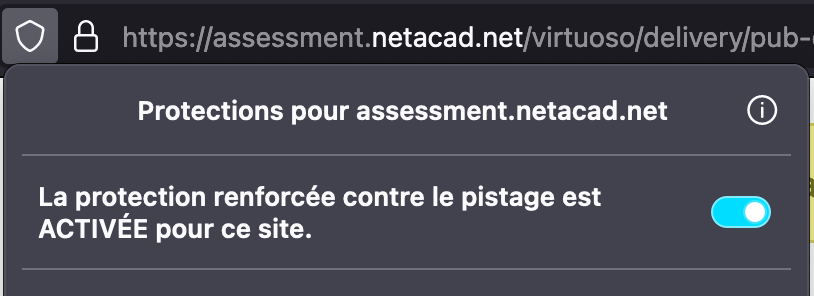 https://assessment.netacad.net/virtuoso/delivery/pub-
Protections pour assessment.netacad.net
La protection renforcée contre le pistage est
ACTIVÉE pour ce site.